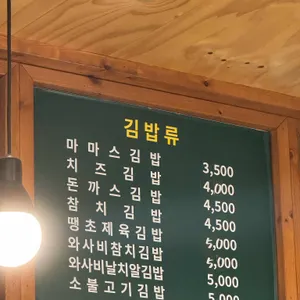 김밥류
마마스김밥 3,500
치즈김밥 4,000
돈까스김밥 4,500
참치김밥 4,500
땡초제육김밥 5,000
와사비참치김밥 5,000
와사비날치알김밥 5,000
소불고기김밥 5,000